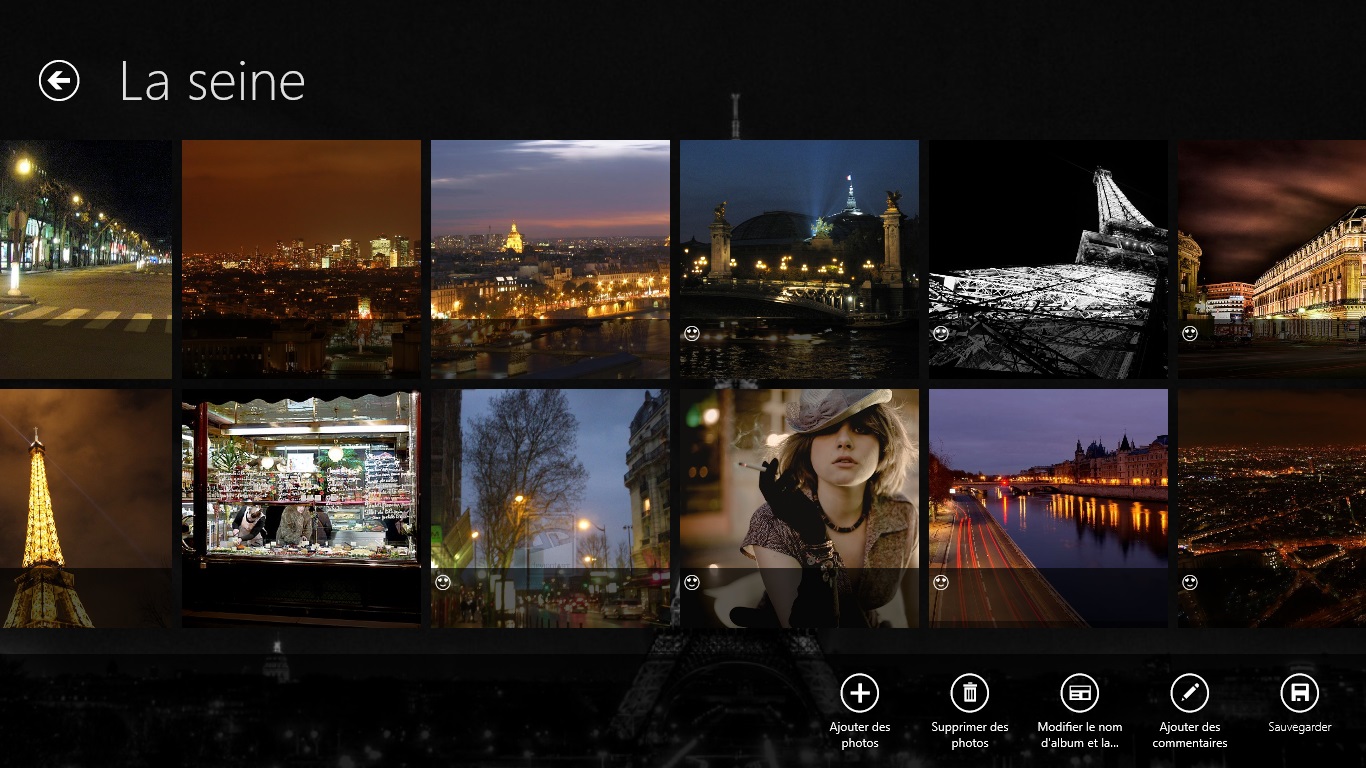 La seine
Ajouter des
photos
Supprimer des
photos
Modifier le nom
d'album et la...
Ajouter des
commentaires
Sauvegarder